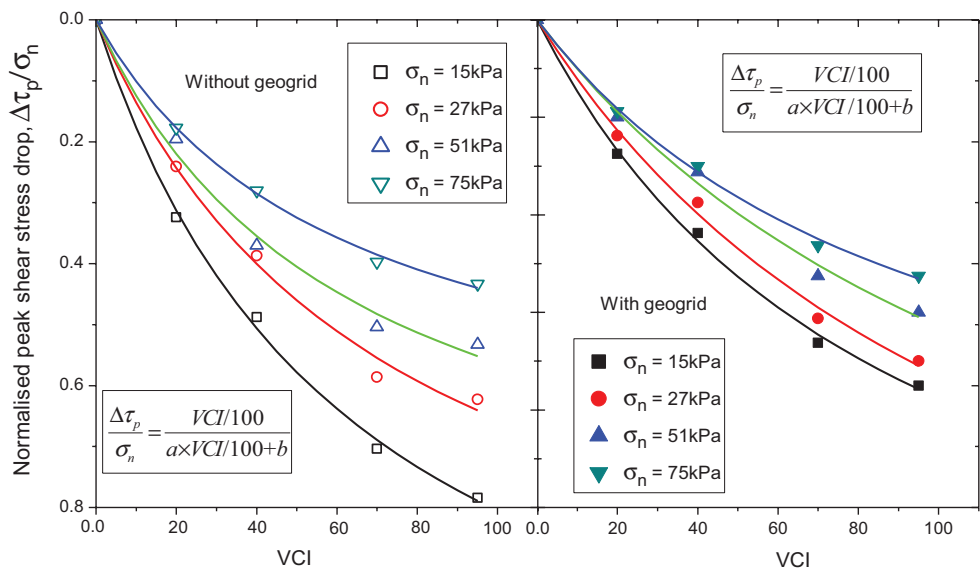 Normalised peak shear stress drop, Δτp/σn
0.0
0.2
0.4
0.6
0.8
Without geogrid
σn = 15kPa
σn = 27kPa
σn = 51kPa
σn = 75kPa
Δτp/σn = VCI/100 / a×VCI/100+b
0.0
20
40
60
80
100
VCI
Δτp/σn = VCI/100 / a×VCI/100+b
With geogrid
σn = 15kPa
σn = 27kPa
σn = 51kPa
σn = 75kPa
0.0
20
40
60
80
100
VCI